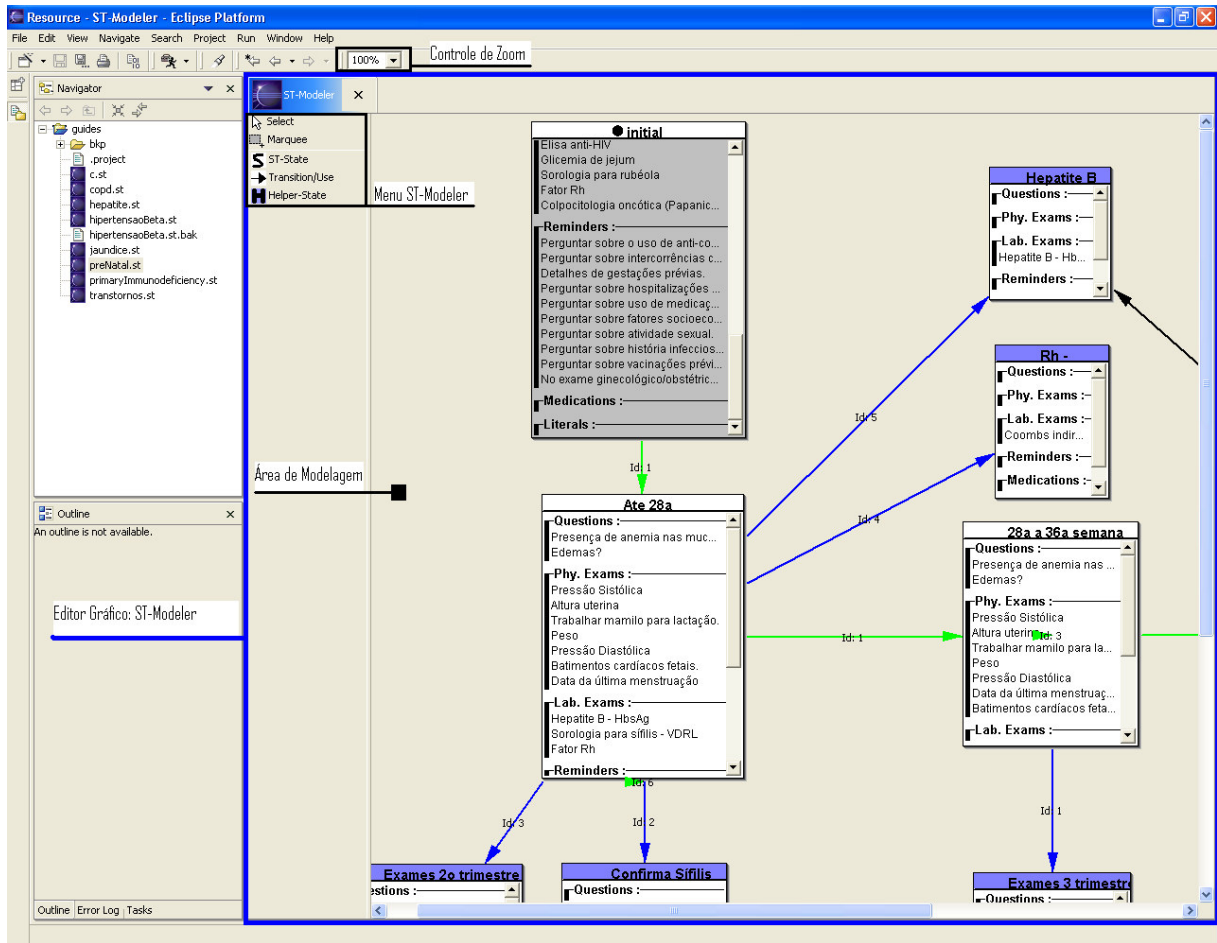 Resource - ST-Modeler - Eclipse Platform
File Edit View Navigate Search Project Run Window Help
100%
Controle de Zoom
Navigator
guides
bkp
.project
c.st
copd.st
hepatite.st
hipertensaoBeta.st
hipertensaoBeta.st.bak
jaundice.st
preNatal.st
primaryImmunodeficiency.st
transtornos.st
Outline
An outline is not available.
Editor Gráfico: ST-Modeler
Outline Error Log Tasks
ST-Modeler
Select
Marquee
ST-State
Transition/Use
Helper-State
Menu ST-Modeler
Área de Modelagem
initial
Elisa anti-HIV
Glicemia de jejum
Sorologia para rubéola
Fator Rh
Colpocitologia oncótica (Papanic...
Reminders :
Perguntar sobre o uso de anti-co...
Perguntar sobre intercorrências c...
Detalhes de gestações prévias.
Perguntar sobre hospitalizações ...
Perguntar sobre uso de medicaç...
Perguntar sobre fatores socioeco...
Perguntar sobre atividade sexual.
Perguntar sobre história infeccios...
Perguntar sobre vacinações prévi...
No exame ginecológico/obstétric...
Medications :
Literals :
Id: 1
Ate 28a
Questions :
Presença de anemia nas muc...
Edemas?
Phy. Exams :
Pressão Sistólica
Altura uterina
Trabalhar mamilo para lactação.
Peso
Pressão Diastólica
Batimentos cardíacos fetais.
Data da última menstruação
Lab. Exams :
Hepatite B - HbsAg
Sorologia para sífilis - VDRL
Fator Rh
Reminders :
Id: 6
Id: 3
Id: 2
Exames 2o trimestre
estions :
Confirma Sífilis
Questions :
Id: 5
Id: 4
Id: 1
Hepatite B
Questions :
Phy. Exams :
Lab. Exams :
Hepatite B - Hb...
Reminders :
Rh -
Questions :
Phy. Exams :
Lab. Exams :
Coombs indir...
Reminders :
Medications :
28a a 36a semana
Questions :
Presença de anemia nas ...
Edemas?
Phy. Exams :
Pressão Sistólica
Altura uterina
Id: 3
Trabalhar mamilo para la...
Peso
Pressão Diastólica
Data da última menstruaç...
Batimentos cardíacos feta...
Lab. Exams :
Id: 1
Exames 3 trimestre
Questions :